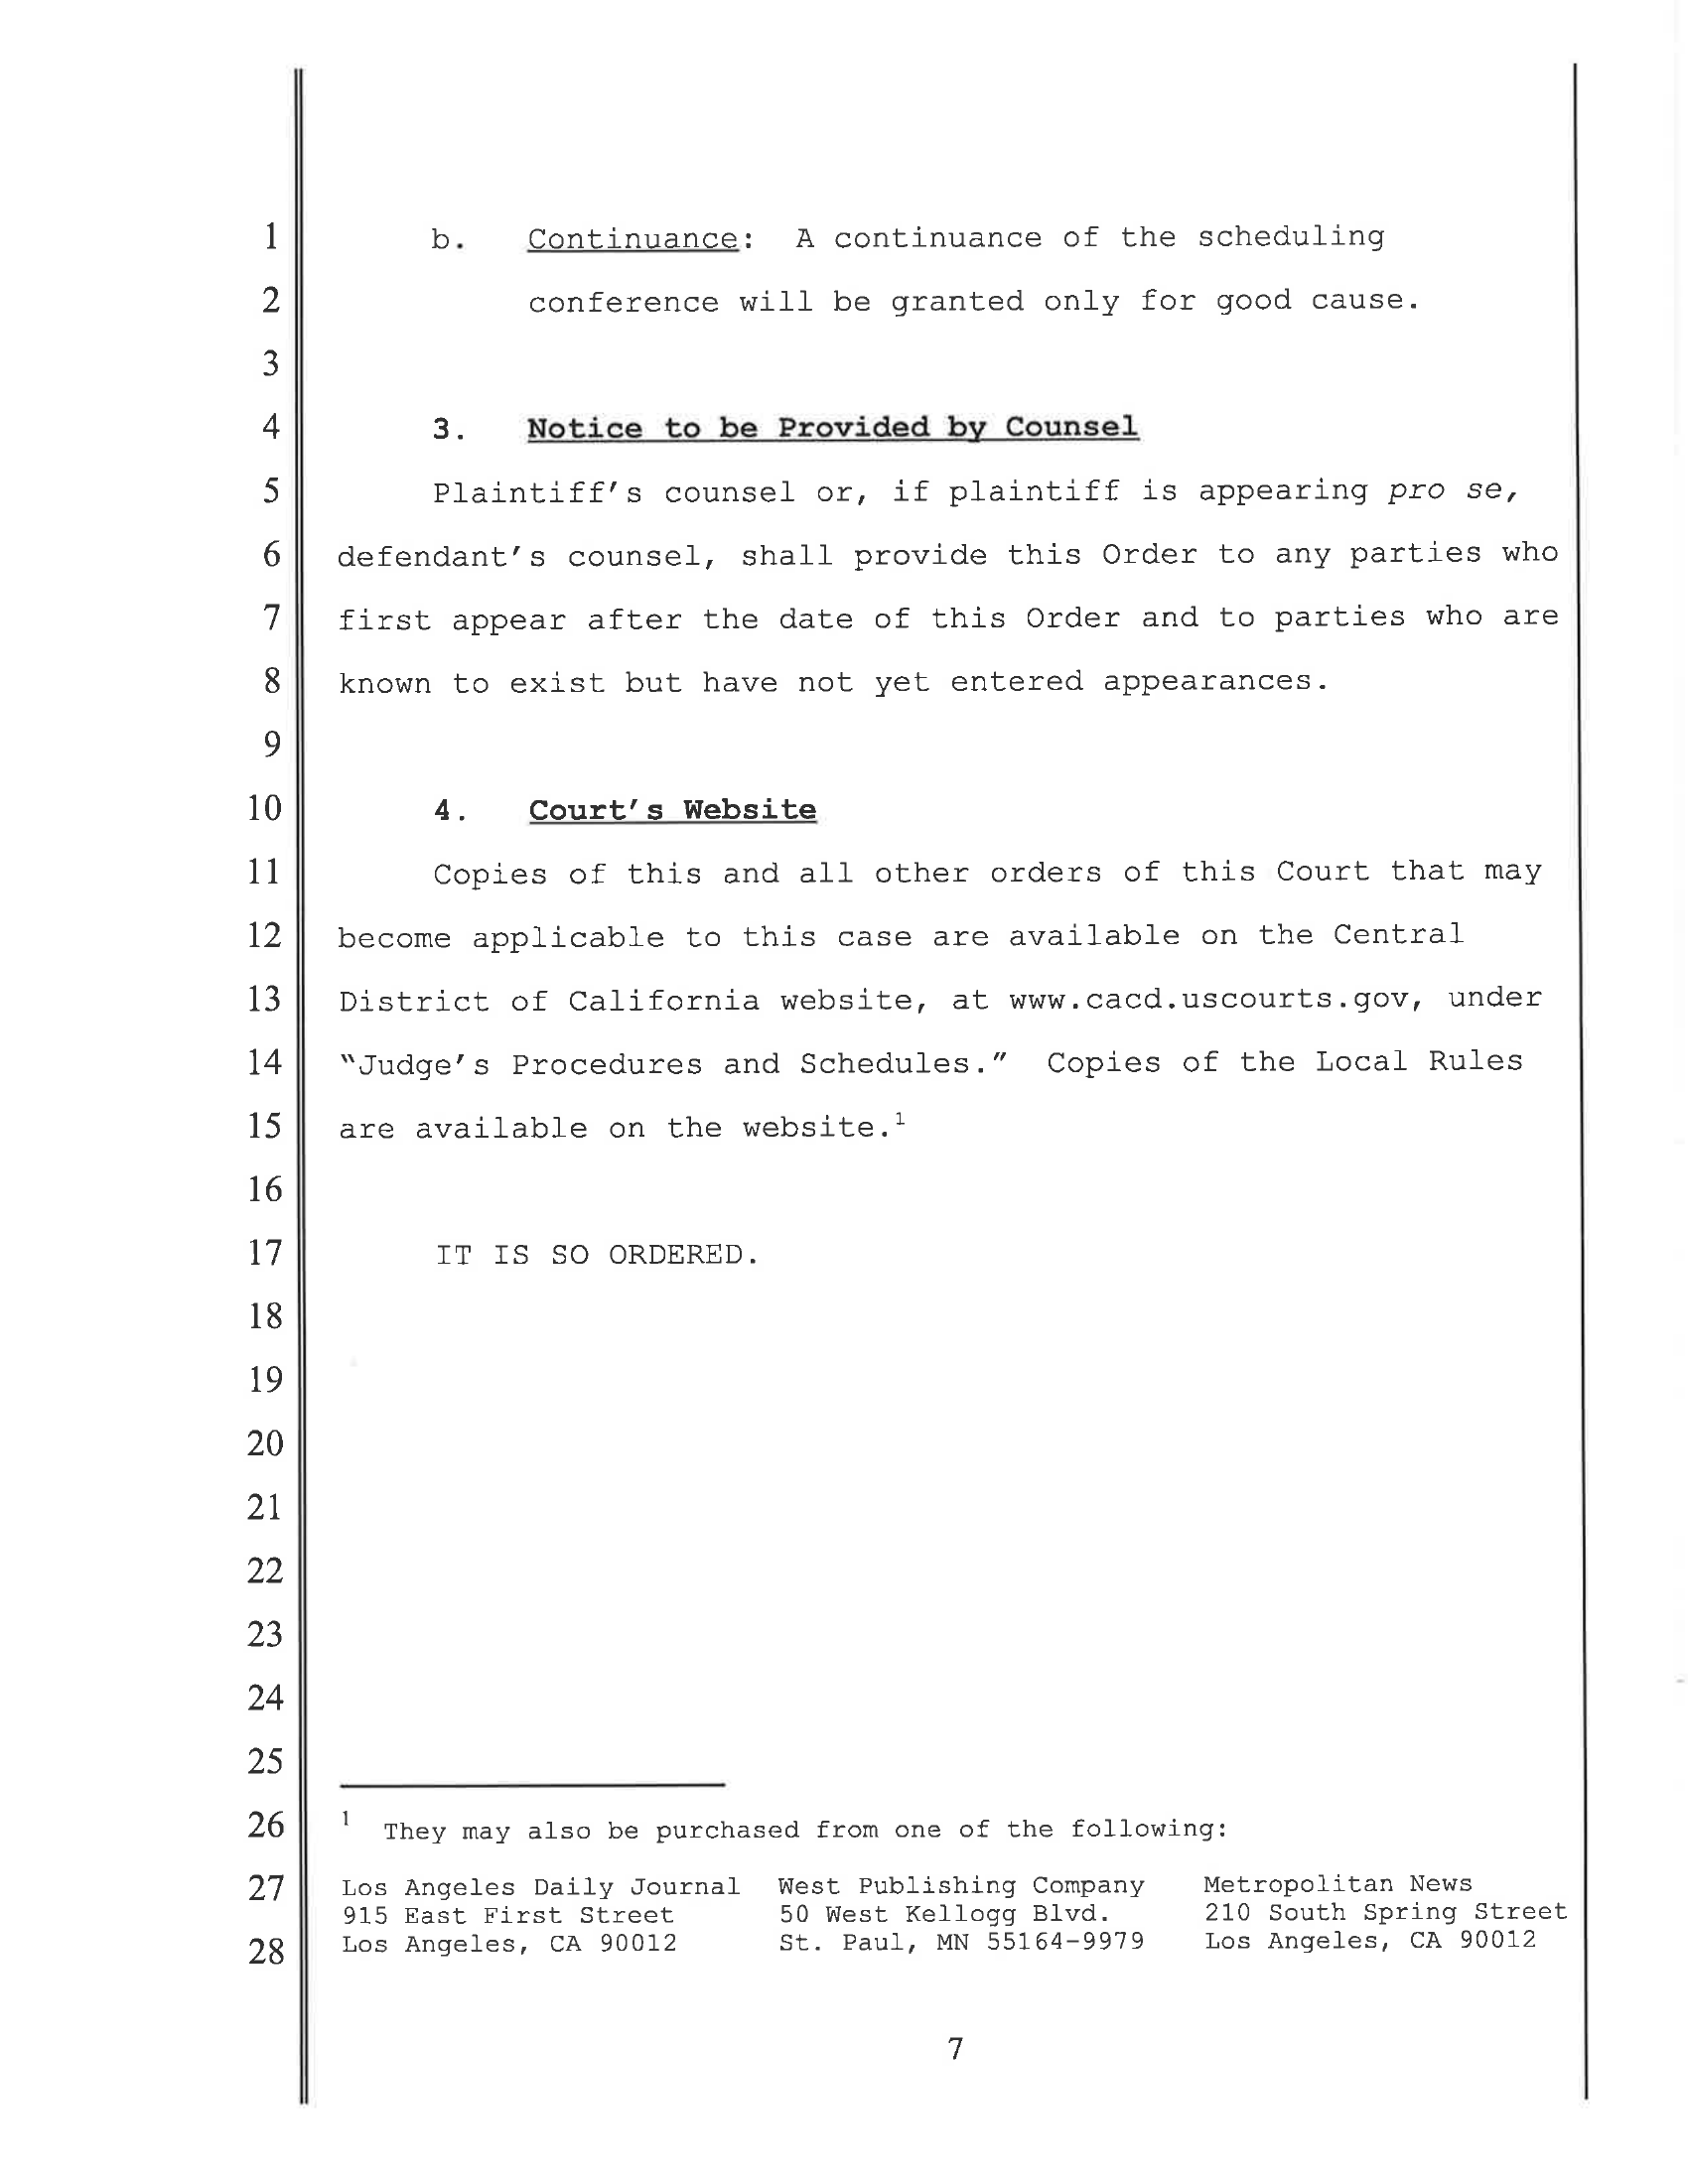 1 b. Continuance: A continuance of the scheduling
2 conference will be granted only for good cause.
3
4 3. Notice to be Provided by Counsel
5 Plaintiff's counsel or, if plaintiff is appearing pro se,
6 defendant's counsel, shall provide this Order to any parties who
7 first appear after the date of this Order and to parties who are
8 known to exist but have not yet entered appearances.
9
10 4. Court's Website
11 Copies of this and all other orders of this Court that may
12 become applicable to this case are available on the Central
13 District of California website, at www.cacd.uscourts.gov, under
14 "Judge's Procedures and Schedules." Copies of the Local Rules
15 are available on the website.¹
16
17 IT IS SO ORDERED.
18
19
20
21
22
23
24
25
26 ¹ They may also be purchased from one of the following:
27 Los Angeles Daily Journal West Publishing Company Metropolitan News
915 East First Street 50 West Kellogg Blvd. 210 South Spring Street
28 Los Angeles, CA 90012 St. Paul, MN 55164-9979 Los Angeles, CA 90012
7